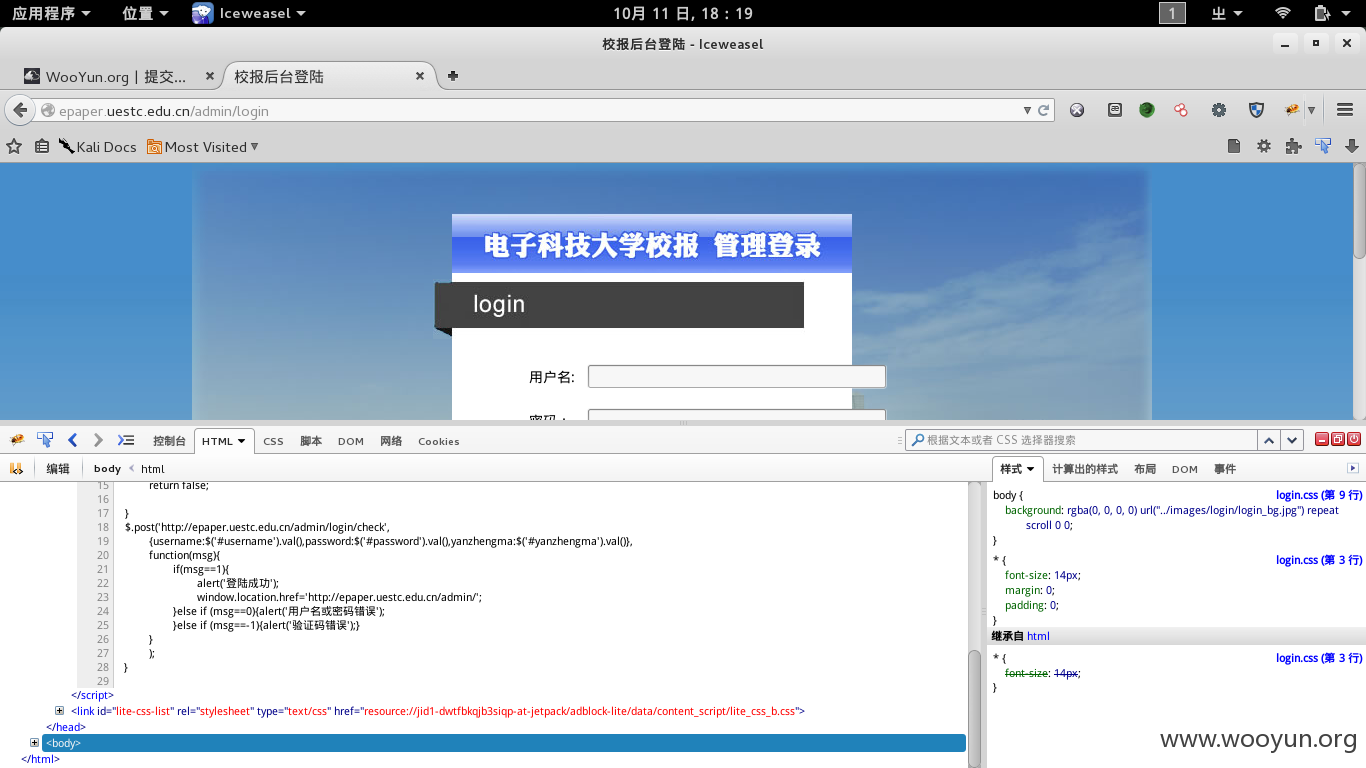 应用程序 位置 Iceweasel 10月 11 日, 18 : 19 1
校报后台登陆 - Iceweasel
WooYun.org | 提交... 校报后台登陆
epaper.uestc.edu.cn/admin/login
Kali Docs Most Visited
电子科技大学校报 管理登录
login
用户名:
控制台 HTML CSS 脚本 DOM 网络 Cookies 根据文本或者 CSS 选择器搜索
编辑 body html 样式 计算出的样式 布局 DOM 事件
15 return false;
16
17 }
18 $.post('http://epaper.uestc.edu.cn/admin/login/check',
19 {username:$('#username').val(),password:$('#password').val(),yanzhengma:$('#yanzhengma').val()},
20 function(msg){
21 if(msg==1){
22 alert('登陆成功');
23 window.location.href='http://epaper.uestc.edu.cn/admin/';
24 }else if (msg==0){alert('用户名或密码错误');
25 }else if (msg==-1){alert('验证码错误');}
26 }
27 );
28 }
29
</script>
<link id="lite-css-list" rel="stylesheet" type="text/css" href="resource://jid1-dwtfbkqjb3siqp-at-jetpack/adblock-lite/data/content_script/lite_css_b.css">
</head>
<body>
</html>
body { login.css (第 9 行)
background: rgba(0, 0, 0, 0) url("../images/login/login_bg.jpg") repeat
scroll 0 0;
}
* { login.css (第 3 行)
font-size: 14px;
margin: 0;
padding: 0;
}
继承自 html
* { login.css (第 3 行)
font-size: 14px;
}
www.wooyun.org